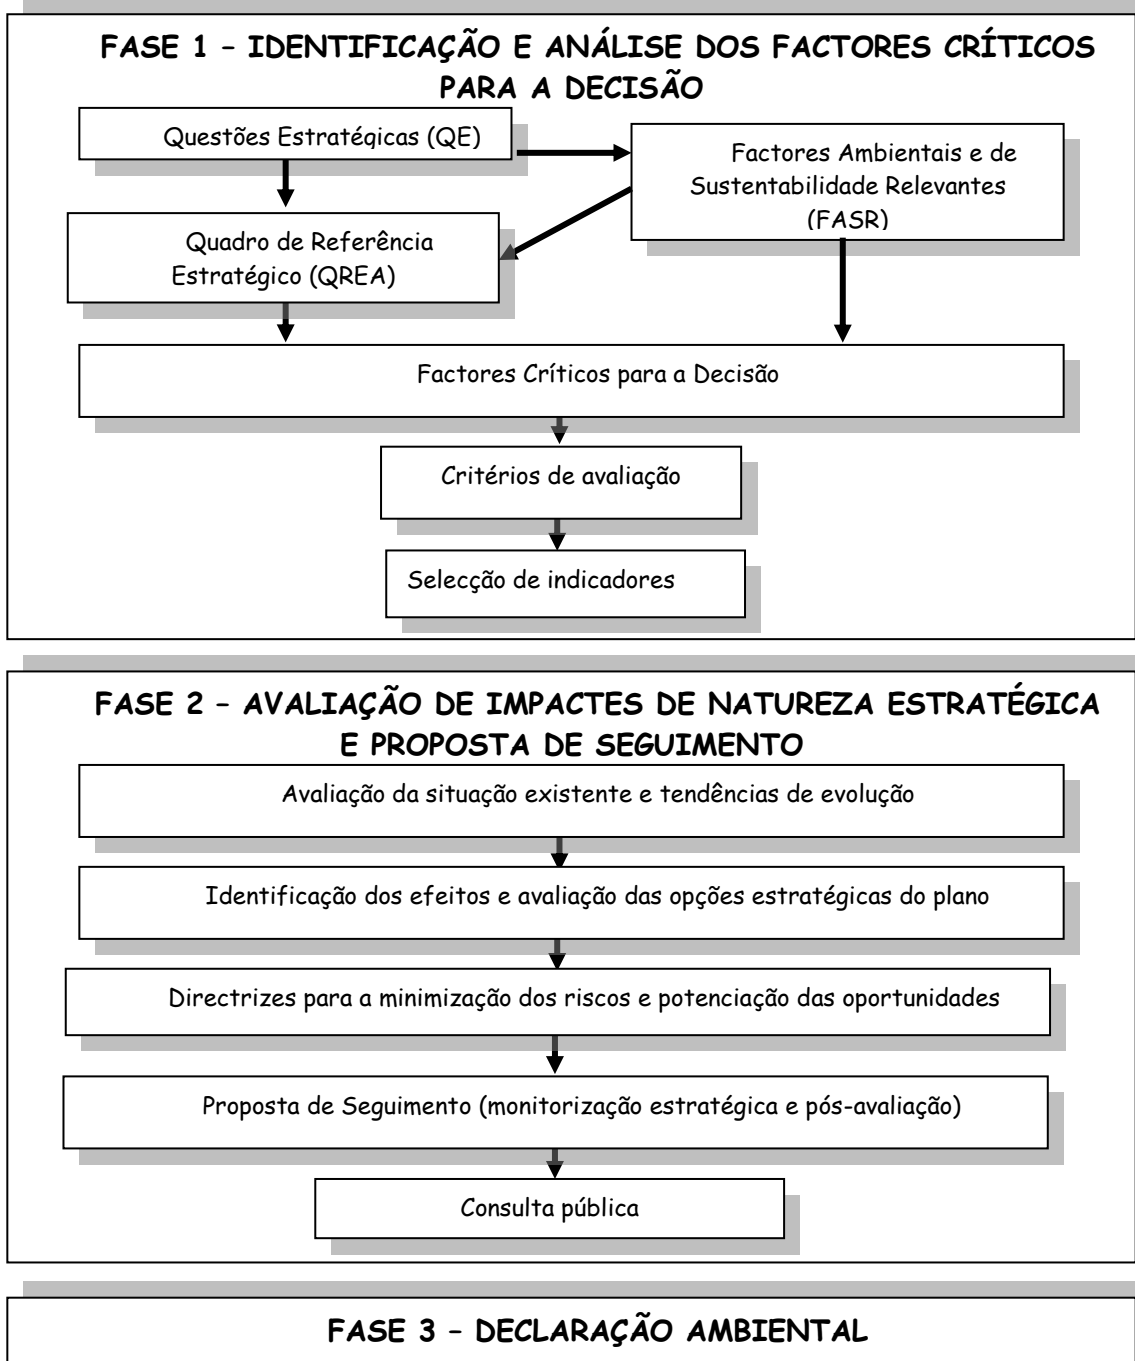 FASE 1 – IDENTIFICAÇÃO E ANÁLISE DOS FACTORES CRÍTICOS
PARA A DECISÃO
Questões Estratégicas (QE)
Factores Ambientais e de
Sustentabilidade Relevantes
(FASR)
Quadro de Referência
Estratégico (QREA)
Factores Críticos para a Decisão
Critérios de avaliação
Selecção de indicadores
FASE 2 – AVALIAÇÃO DE IMPACTES DE NATUREZA ESTRATÉGICA
E PROPOSTA DE SEGUIMENTO
Avaliação da situação existente e tendências de evolução
Identificação dos efeitos e avaliação das opções estratégicas do plano
Directrizes para a minimização dos riscos e potenciação das oportunidades
Proposta de Seguimento (monitorização estratégica e pós-avaliação)
Consulta pública
FASE 3 – DECLARAÇÃO AMBIENTAL